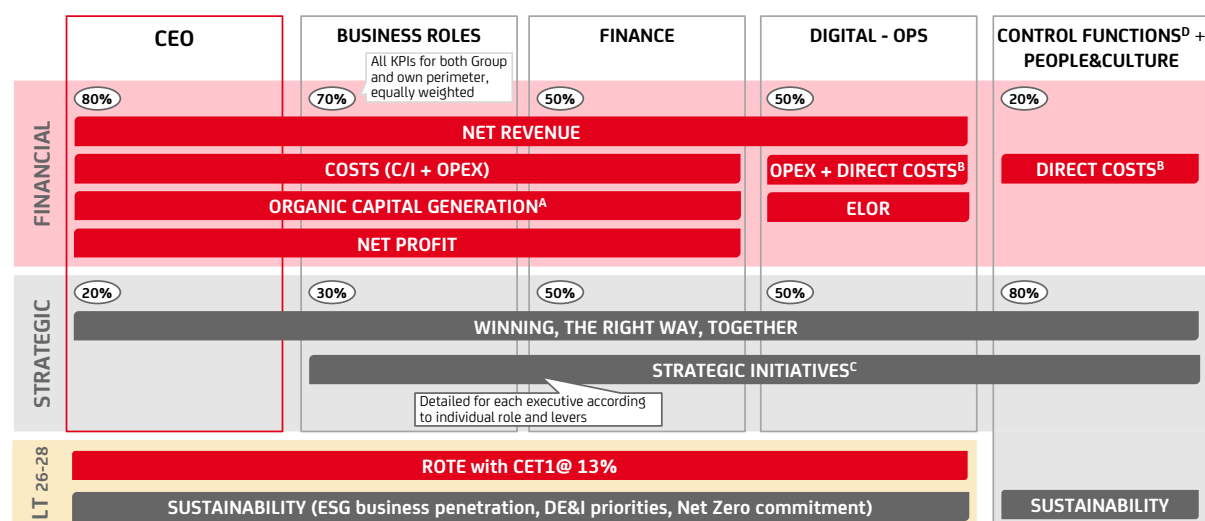 CEO
BUSINESS ROLES
FINANCE
DIGITAL - OPS
CONTROL FUNCTIONSᴰ +
PEOPLE&CULTURE
All KPIs for both Group
and own perimeter,
equally weighted
FINANCIAL
80%
70%
50%
50%
20%
NET REVENUE
COSTS (C/I + OPEX)
OPEX + DIRECT COSTSᴮ
DIRECT COSTSᴮ
ORGANIC CAPITAL GENERATIONᴬ
ELOR
NET PROFIT
STRATEGIC
20%
30%
50%
50%
80%
WINNING, THE RIGHT WAY, TOGETHER
STRATEGIC INITIATIVESᶜ
Detailed for each executive according
to individual role and levers
LT 26-28
ROTE with CET1@ 13%
SUSTAINABILITY (ESG business penetration, DE&I priorities, Net Zero commitment)
SUSTAINABILITY